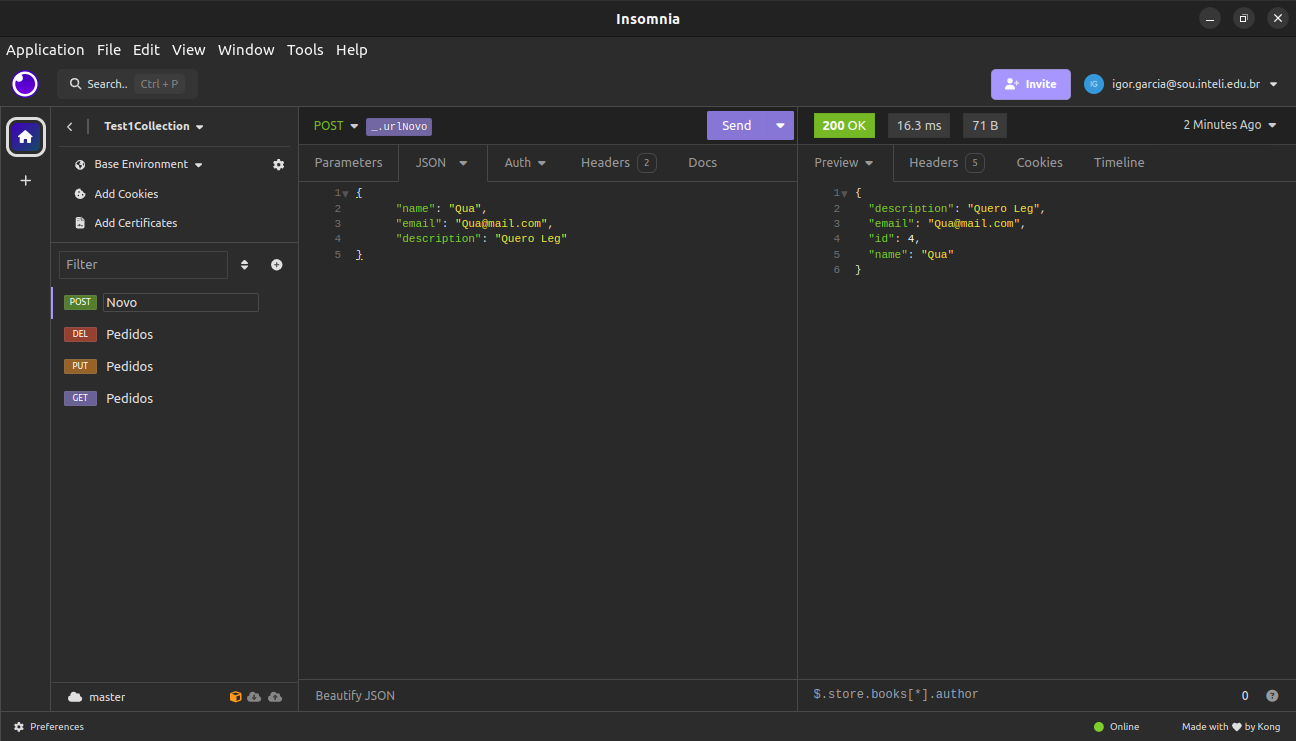 Insomnia
Application File Edit View Window Tools Help
Search.. Ctrl + P
Invite
IG igor.garcia@sou.inteli.edu.br
Test1Collection
Base Environment
Add Cookies
Add Certificates
Filter
POST Novo
DEL Pedidos
PUT Pedidos
GET Pedidos
master
POST _.urlNovo Send
Parameters JSON Auth Headers 2 Docs
1 {
2 "name": "Qua",
3 "email": "Qua@mail.com",
4 "description": "Quero Leg"
5 }
Beautify JSON
200 OK 16.3 ms 71 B 2 Minutes Ago
Preview Headers 5 Cookies Timeline
1 {
2 "description": "Quero Leg",
3 "email": "Qua@mail.com",
4 "id": 4,
5 "name": "Qua"
6 }
$.store.books[*].author 0 ?
Preferences
Online Made with ♥ by Kong